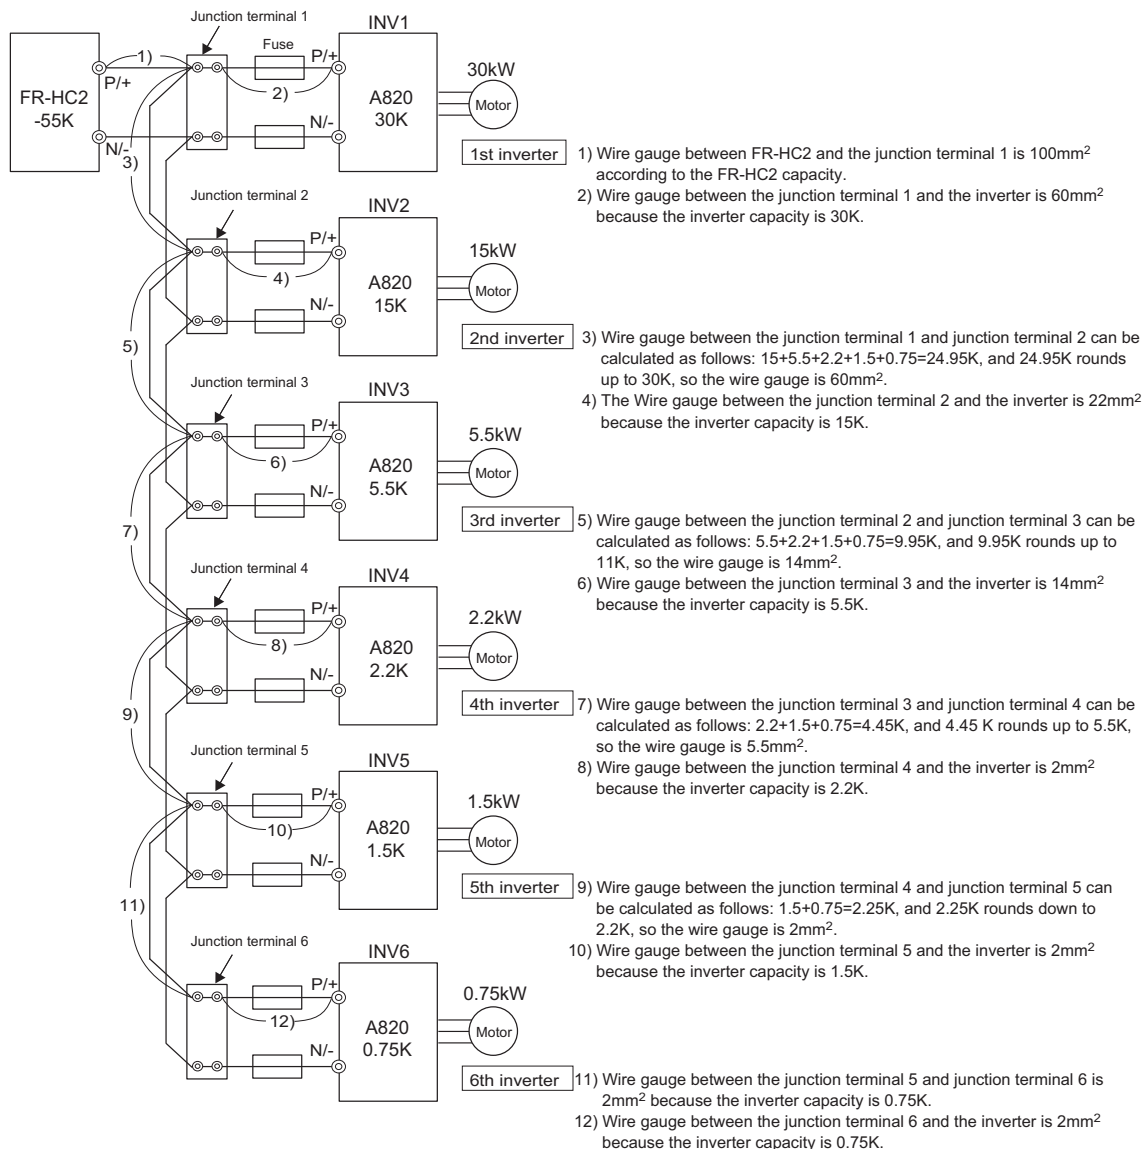 Junction terminal 1
INV1
Fuse
1)
P/+
P/+
FR-HC2
-55K
2)
A820
30K
30kW
Motor
N/-
N/-
3)
1st inverter
1) Wire gauge between FR-HC2 and the junction terminal 1 is 100mm²
according to the FR-HC2 capacity.
2) Wire gauge between the junction terminal 1 and the inverter is 60mm²
because the inverter capacity is 30K.
Junction terminal 2
INV2
P/+
4)
A820
15K
15kW
Motor
N/-
5)
2nd inverter
3) Wire gauge between the junction terminal 1 and junction terminal 2 can be
calculated as follows: 15+5.5+2.2+1.5+0.75=24.95K, and 24.95K rounds
up to 30K, so the wire gauge is 60mm².
4) The Wire gauge between the junction terminal 2 and the inverter is 22mm²
because the inverter capacity is 15K.
Junction terminal 3
INV3
P/+
6)
A820
5.5K
5.5kW
Motor
N/-
7)
3rd inverter
5) Wire gauge between the junction terminal 2 and junction terminal 3 can be
calculated as follows: 5.5+2.2+1.5+0.75=9.95K, and 9.95K rounds up to
11K, so the wire gauge is 14mm².
6) Wire gauge between the junction terminal 3 and the inverter is 14mm²
because the inverter capacity is 5.5K.
Junction terminal 4
INV4
P/+
8)
A820
2.2K
2.2kW
Motor
N/-
9)
4th inverter
7) Wire gauge between the junction terminal 3 and junction terminal 4 can be
calculated as follows: 2.2+1.5+0.75=4.45K, and 4.45 K rounds up to 5.5K,
so the wire gauge is 5.5mm².
8) Wire gauge between the junction terminal 4 and the inverter is 2mm²
because the inverter capacity is 2.2K.
Junction terminal 5
INV5
P/+
10)
A820
1.5K
1.5kW
Motor
N/-
11)
5th inverter
9) Wire gauge between the junction terminal 4 and junction terminal 5 can
be calculated as follows: 1.5+0.75=2.25K, and 2.25K rounds down to
2.2K, so the wire gauge is 2mm².
10) Wire gauge between the junction terminal 5 and the inverter is 2mm²
because the inverter capacity is 1.5K.
Junction terminal 6
INV6
P/+
12)
A820
0.75K
0.75kW
Motor
N/-
6th inverter
11) Wire gauge between the junction terminal 5 and junction terminal 6 is
2mm² because the inverter capacity is 0.75K.
12) Wire gauge between the junction terminal 6 and the inverter is 2mm²
because the inverter capacity is 0.75K.